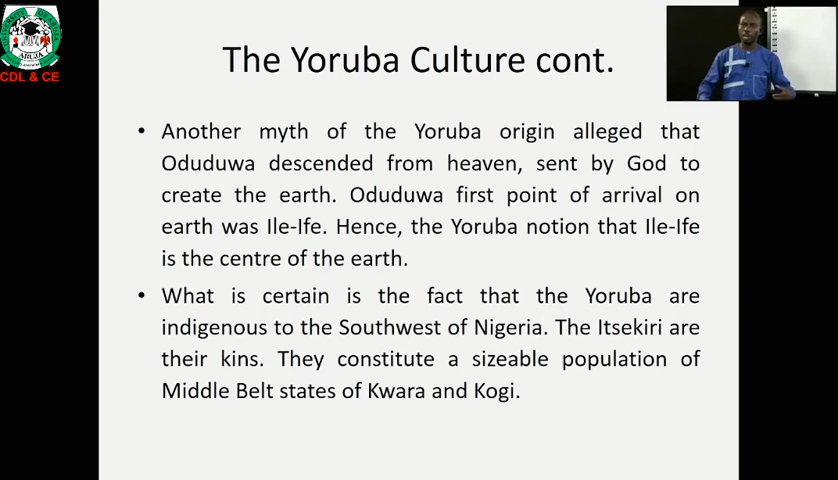 The Yoruba Culture cont.
CDL & CE
• Another myth of the Yoruba origin alleged that
Oduduwa descended from heaven, sent by God to
create the earth. Oduduwa first point of arrival on
earth was Ile-Ife. Hence, the Yoruba notion that Ile-Ife
is the centre of the earth.
• What is certain is the fact that the Yoruba are
indigenous to the Southwest of Nigeria. The Itsekiri are
their kins. They constitute a sizeable population of
Middle Belt states of Kwara and Kogi.